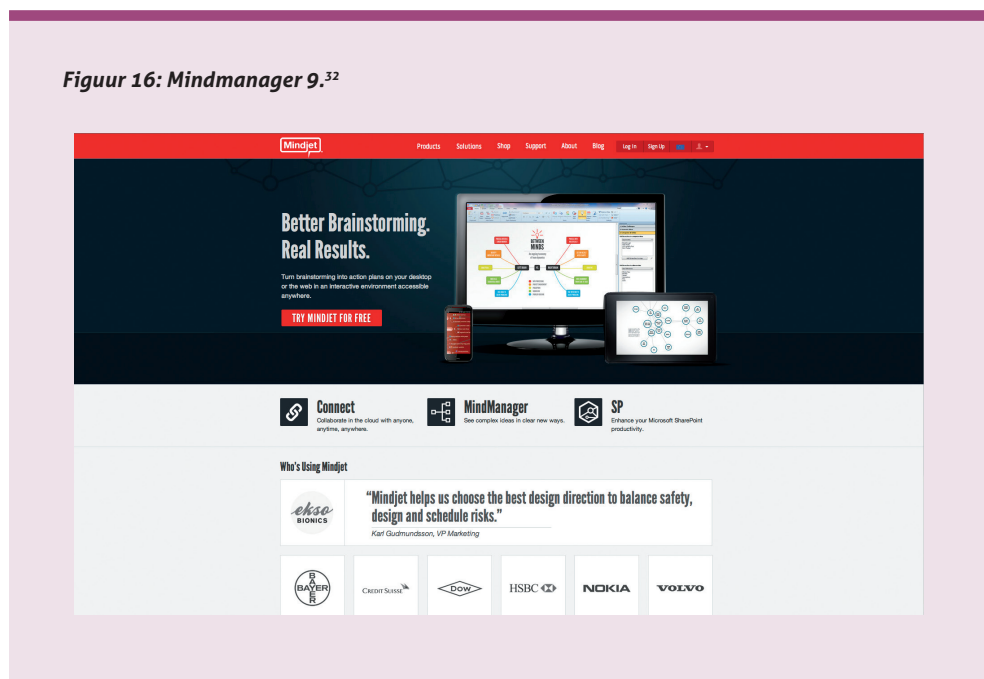 Figuur 16: Mindmanager 9.³²
Mindjet
Products Solutions Shop Support About Blog Log In Sign Up
Better Brainstorming.
Real Results.
Turn brainstorming into action plans on your desktop
or the web in an interactive environment accessible
anywhere.
TRY MINDJET FOR FREE
BETWEEN
MINDS
Connect
Collaborate in the cloud with anyone,
anytime, anywhere.
MindManager
See complex ideas in clear new ways.
SP
Enhance your Microsoft SharePoint
productivity.
Who's Using Mindjet
ekso
BIONICS
“Mindjet helps us choose the best design direction to balance safety,
design and schedule risks.”
Karl Gudmundsson, VP Marketing
BAYER
BAYER
CREDIT SUISSE
Dow
HSBC
NOKIA
VOLVO